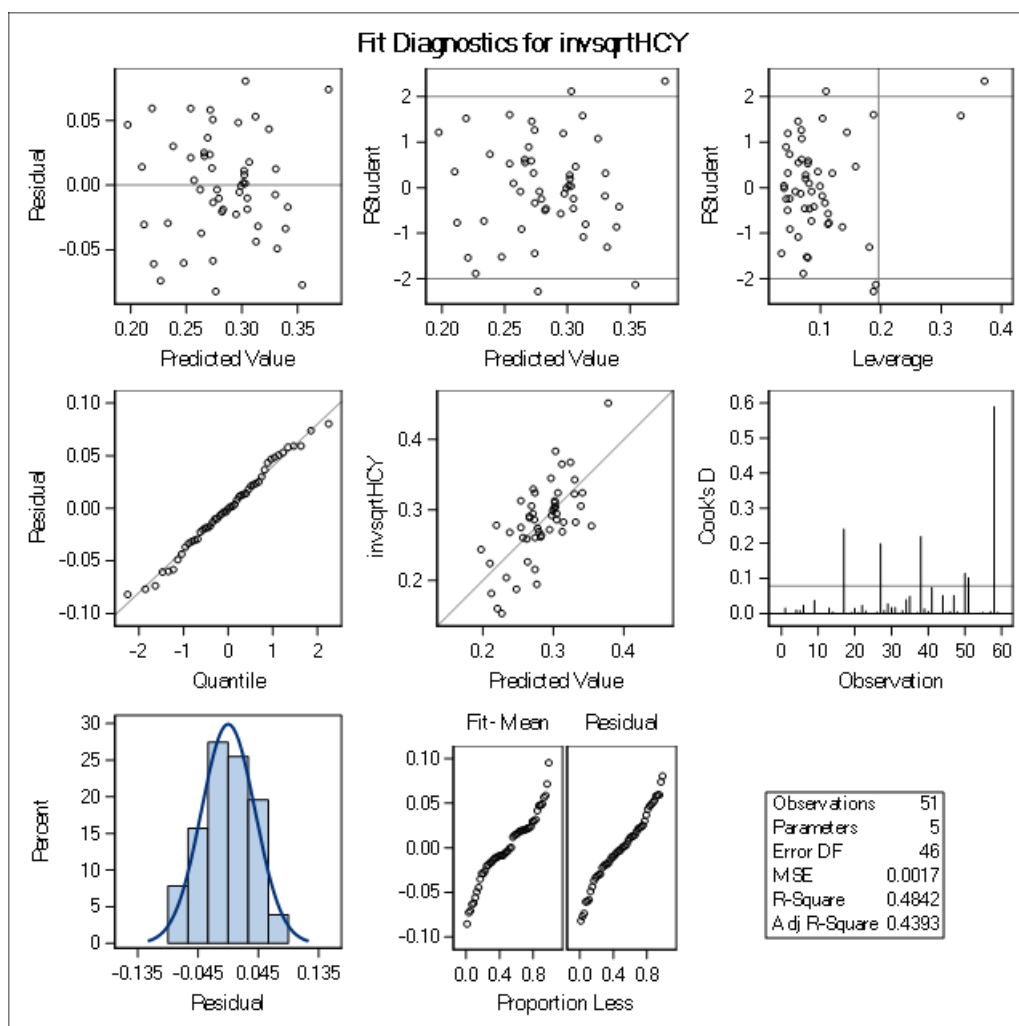 Fit Diagnostics for invsqrtHCY
Residual
0.05
0.00
-0.05
0.20 0.25 0.30 0.35
Predicted Value
RStudent
2
1
0
-1
-2
0.20 0.25 0.30 0.35
Predicted Value
RStudent
2
1
0
-1
-2
0.1 0.2 0.3 0.4
Leverage
Residual
0.10
0.05
0.00
-0.05
-0.10
-2 -1 0 1 2
Quantile
invsqrtHCY
0.4
0.3
0.2
0.2 0.3 0.4
Predicted Value
Cook's D
0.6
0.5
0.4
0.3
0.2
0.1
0.0
0 10 20 30 40 50 60
Observation
Percent
30
25
20
15
10
5
0
-0.135 -0.045 0.045 0.135
Residual
Fit-Mean Residual
0.10
0.05
0.00
-0.05
-0.10
0.0 0.4 0.8 0.0 0.4 0.8
Proportion Less
Observations 51
Parameters 5
Error DF 46
MSE 0.0017
R-Square 0.4842
Adj R-Square 0.4393